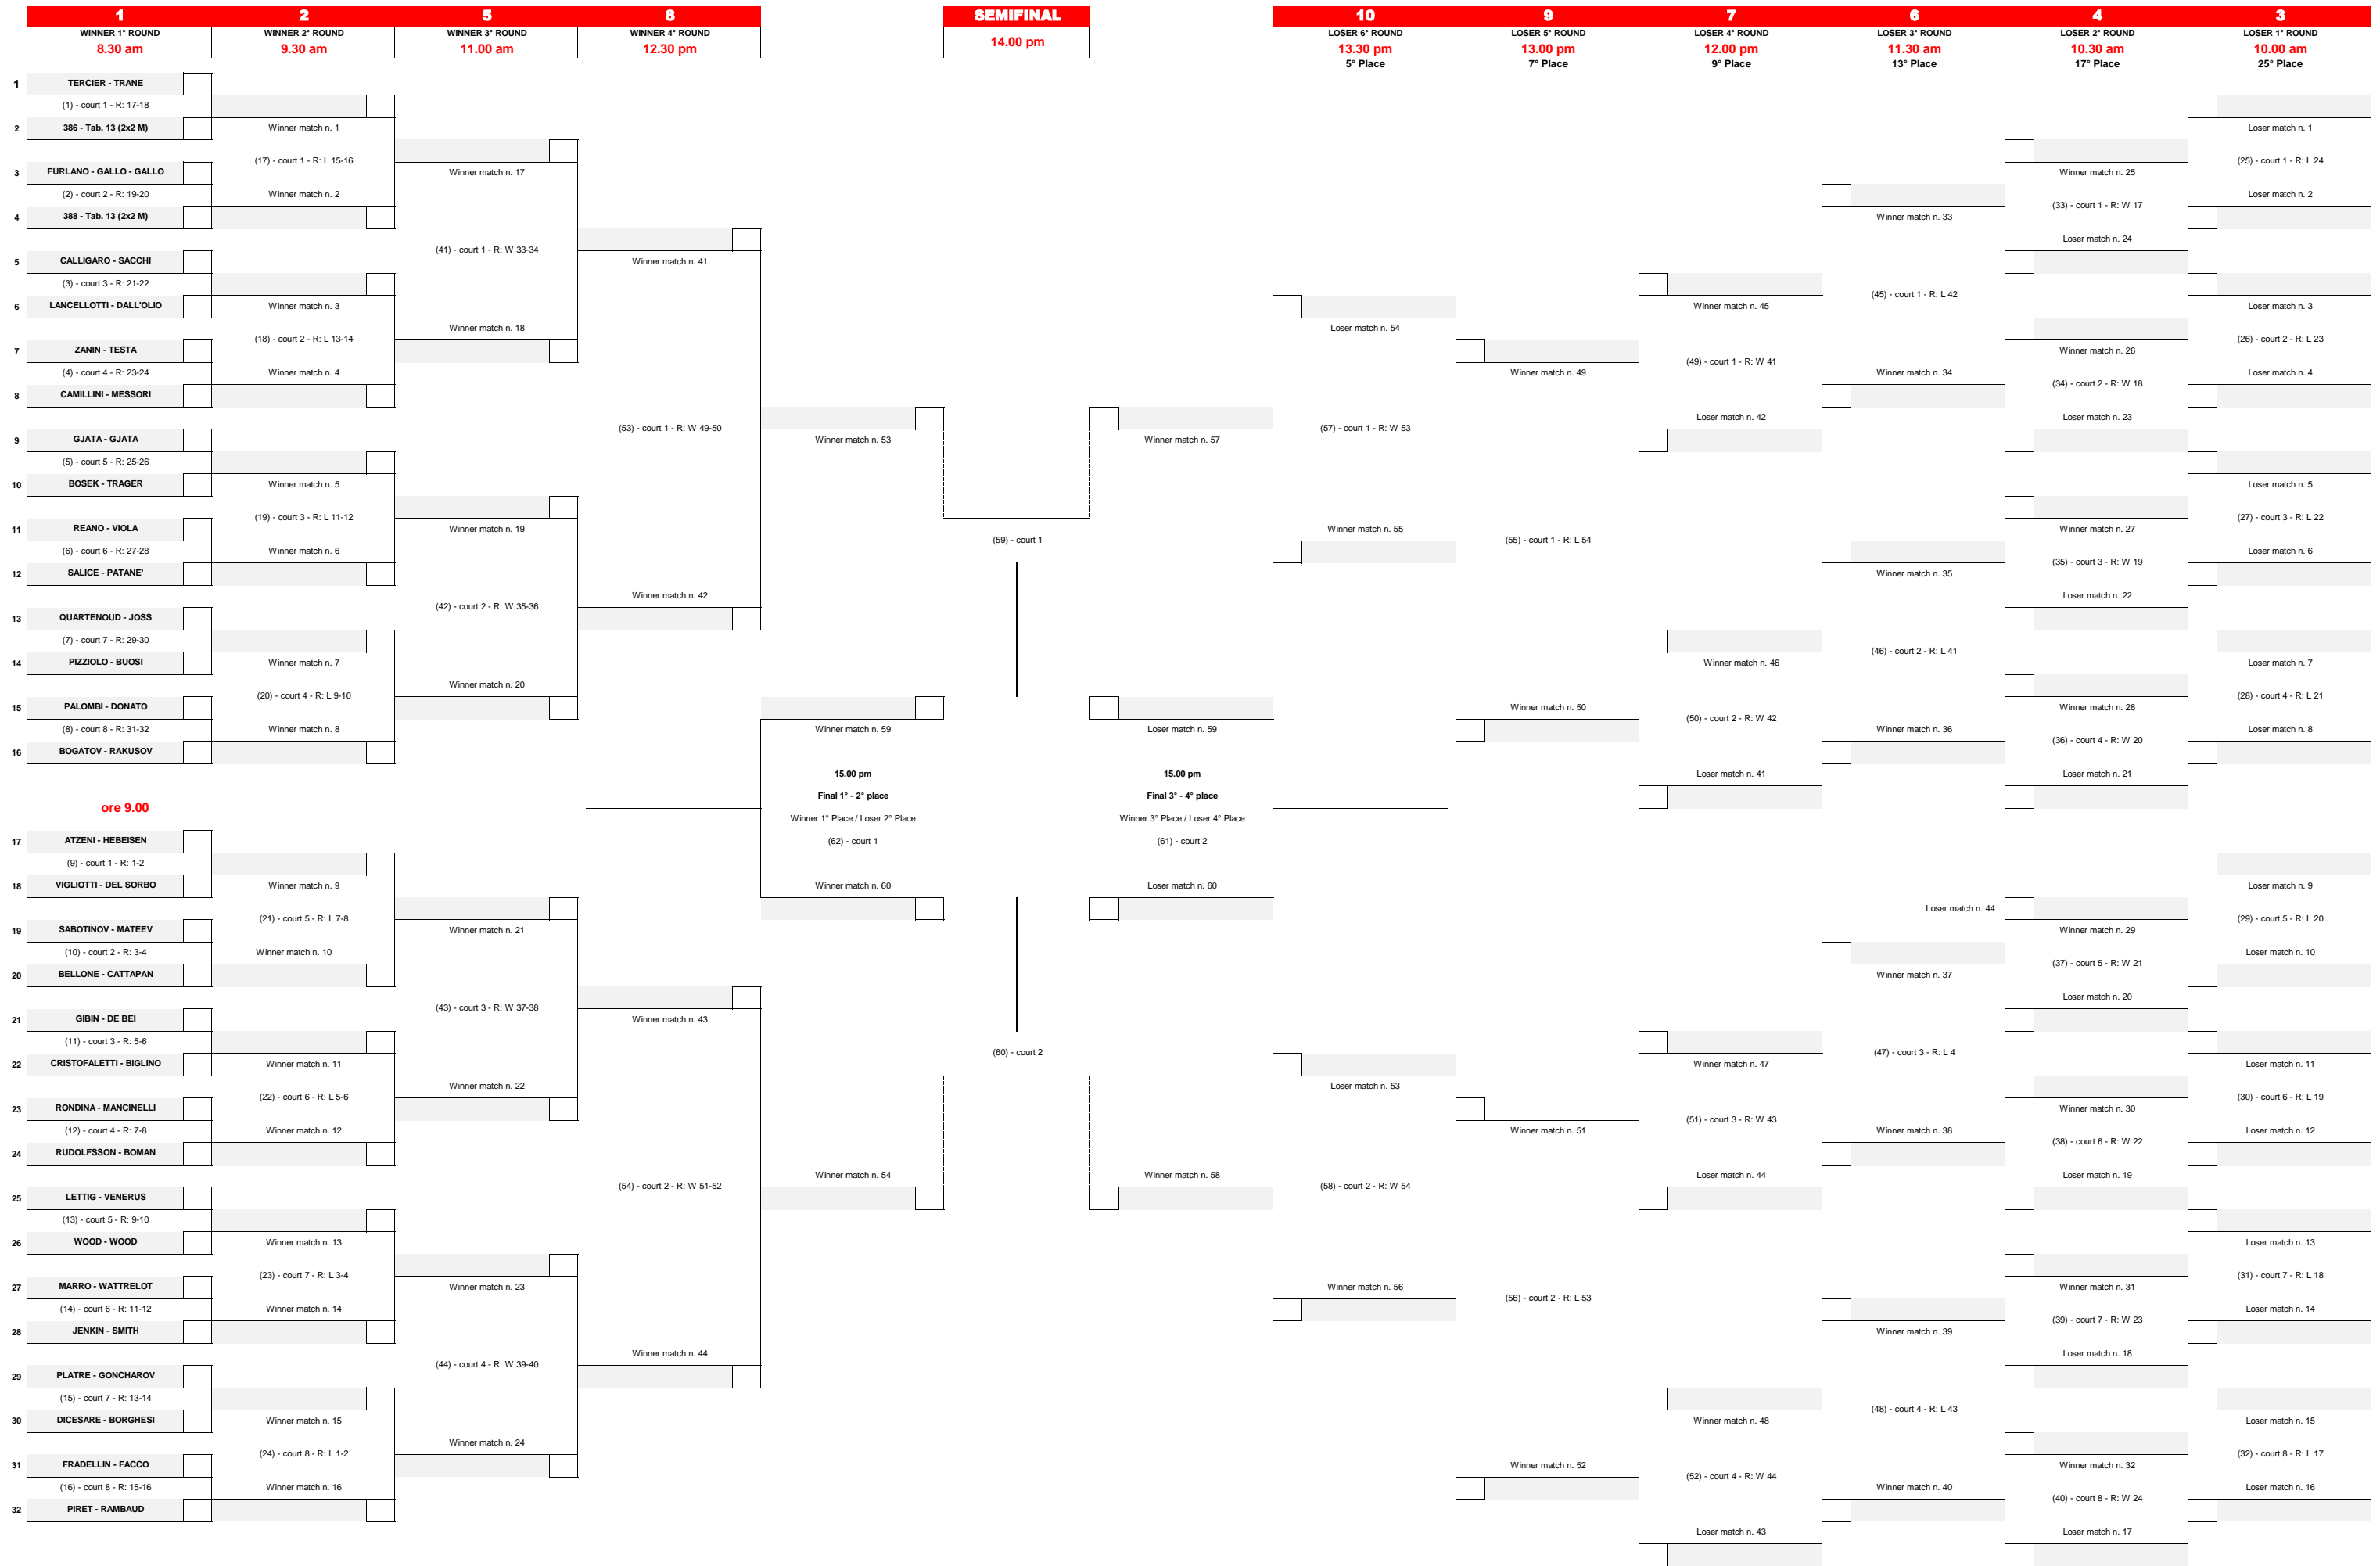 1 2 5 8 SEMIFINAL 10 9 7 6 4 3
WINNER 1° ROUND WINNER 2° ROUND WINNER 3° ROUND WINNER 4° ROUND LOSER 6° ROUND LOSER 5° ROUND LOSER 4° ROUND LOSER 3° ROUND LOSER 2° ROUND LOSER 1° ROUND
8.30 am 9.30 am 11.00 am 12.30 pm 14.00 pm 13.30 pm 13.00 pm 12.00 pm 11.30 am 10.30 am 10.00 am
5° Place 7° Place 9° Place 13° Place 17° Place 25° Place
1 TERCIER - TRANE
(1) - court 1 - R: 17-18
2 386 - Tab. 13 (2x2 M)
3 FURLANO - GALLO - GALLO
(2) - court 2 - R: 19-20
4 388 - Tab. 13 (2x2 M)
5 CALLIGARO - SACCHI
(3) - court 3 - R: 21-22
6 LANCELLOTTI - DALL'OLIO
7 ZANIN - TESTA
(4) - court 4 - R: 23-24
8 CAMILLINI - MESSORI
9 GJATA - GJATA
(5) - court 5 - R: 25-26
10 BOSEK - TRAGER
11 REANO - VIOLA
(6) - court 6 - R: 27-28
12 SALICE - PATANE'
13 QUARTENOUD - JOSS
(7) - court 7 - R: 29-30
14 PIZZIOLO - BUOSI
15 PALOMBI - DONATO
(8) - court 8 - R: 31-32
16 BOGATOV - RAKUSOV
ore 9.00
17 ATZENI - HEBEISEN
(9) - court 1 - R: 1-2
18 VIGLIOTTI - DEL SORBO
19 SABOTINOV - MATEEV
(10) - court 2 - R: 3-4
20 BELLONE - CATTAPAN
21 GIBIN - DE BEI
(11) - court 3 - R: 5-6
22 CRISTOFALETTI - BIGLINO
23 RONDINA - MANCINELLI
(12) - court 4 - R: 7-8
24 RUDOLFSSON - BOMAN
25 LETTIG - VENERUS
(13) - court 5 - R: 9-10
26 WOOD - WOOD
27 MARRO - WATTRELOT
(14) - court 6 - R: 11-12
28 JENKIN - SMITH
29 PLATRE - GONCHAROV
(15) - court 7 - R: 13-14
30 DICESARE - BORGHESI
31 FRADELLIN - FACCO
(16) - court 8 - R: 15-16
32 PIRET - RAMBAUD
Winner match n. 1
(17) - court 1 - R: L 15-16
Winner match n. 2
Winner match n. 3
(18) - court 2 - R: L 13-14
Winner match n. 4
Winner match n. 5
(19) - court 3 - R: L 11-12
Winner match n. 6
Winner match n. 7
(20) - court 4 - R: L 9-10
Winner match n. 8
Winner match n. 9
(21) - court 5 - R: L 7-8
Winner match n. 10
Winner match n. 11
(22) - court 6 - R: L 5-6
Winner match n. 12
Winner match n. 13
(23) - court 7 - R: L 3-4
Winner match n. 14
Winner match n. 15
(24) - court 8 - R: L 1-2
Winner match n. 16
Winner match n. 17
(41) - court 1 - R: W 33-34
Winner match n. 18
Winner match n. 19
(42) - court 2 - R: W 35-36
Winner match n. 20
Winner match n. 21
(43) - court 3 - R: W 37-38
Winner match n. 22
Winner match n. 23
(44) - court 4 - R: W 39-40
Winner match n. 24
Winner match n. 41
(53) - court 1 - R: W 49-50
Winner match n. 42
Winner match n. 43
(54) - court 2 - R: W 51-52
Winner match n. 44
Winner match n. 53
Winner match n. 59
15.00 pm
Final 1° - 2° place
Winner 1° Place / Loser 2° Place
(62) - court 1
Winner match n. 60
Winner match n. 54
(59) - court 1
(60) - court 2
Winner match n. 57
Loser match n. 59
15.00 pm
Final 3° - 4° place
Winner 3° Place / Loser 4° Place
(61) - court 2
Loser match n. 60
Winner match n. 58
Loser match n. 54
(57) - court 1 - R: W 53
Winner match n. 55
Loser match n. 53
(58) - court 2 - R: W 54
Winner match n. 56
Winner match n. 49
(55) - court 1 - R: L 54
Winner match n. 50
Winner match n. 51
(56) - court 2 - R: L 53
Winner match n. 52
Winner match n. 45
(49) - court 1 - R: W 41
Loser match n. 42
Winner match n. 46
(50) - court 2 - R: W 42
Loser match n. 41
Winner match n. 47
(51) - court 3 - R: W 43
Loser match n. 44
Winner match n. 48
(52) - court 4 - R: W 44
Loser match n. 43
Winner match n. 33
(45) - court 1 - R: L 42
Winner match n. 34
Winner match n. 35
(46) - court 2 - R: L 41
Winner match n. 36
Loser match n. 44
Winner match n. 37
(47) - court 3 - R: L 4
Winner match n. 38
Winner match n. 39
(48) - court 4 - R: L 43
Winner match n. 40
Winner match n. 25
(33) - court 1 - R: W 17
Loser match n. 24
Winner match n. 26
(34) - court 2 - R: W 18
Loser match n. 23
Winner match n. 27
(35) - court 3 - R: W 19
Loser match n. 22
Winner match n. 28
(36) - court 4 - R: W 20
Loser match n. 21
Winner match n. 29
(37) - court 5 - R: W 21
Loser match n. 20
Winner match n. 30
(38) - court 6 - R: W 22
Loser match n. 19
Winner match n. 31
(39) - court 7 - R: W 23
Loser match n. 18
Winner match n. 32
(40) - court 8 - R: W 24
Loser match n. 17
Loser match n. 1
(25) - court 1 - R: L 24
Loser match n. 2
Loser match n. 3
(26) - court 2 - R: L 23
Loser match n. 4
Loser match n. 5
(27) - court 3 - R: L 22
Loser match n. 6
Loser match n. 7
(28) - court 4 - R: L 21
Loser match n. 8
Loser match n. 9
(29) - court 5 - R: L 20
Loser match n. 10
Loser match n. 11
(30) - court 6 - R: L 19
Loser match n. 12
Loser match n. 13
(31) - court 7 - R: L 18
Loser match n. 14
Loser match n. 15
(32) - court 8 - R: L 17
Loser match n. 16